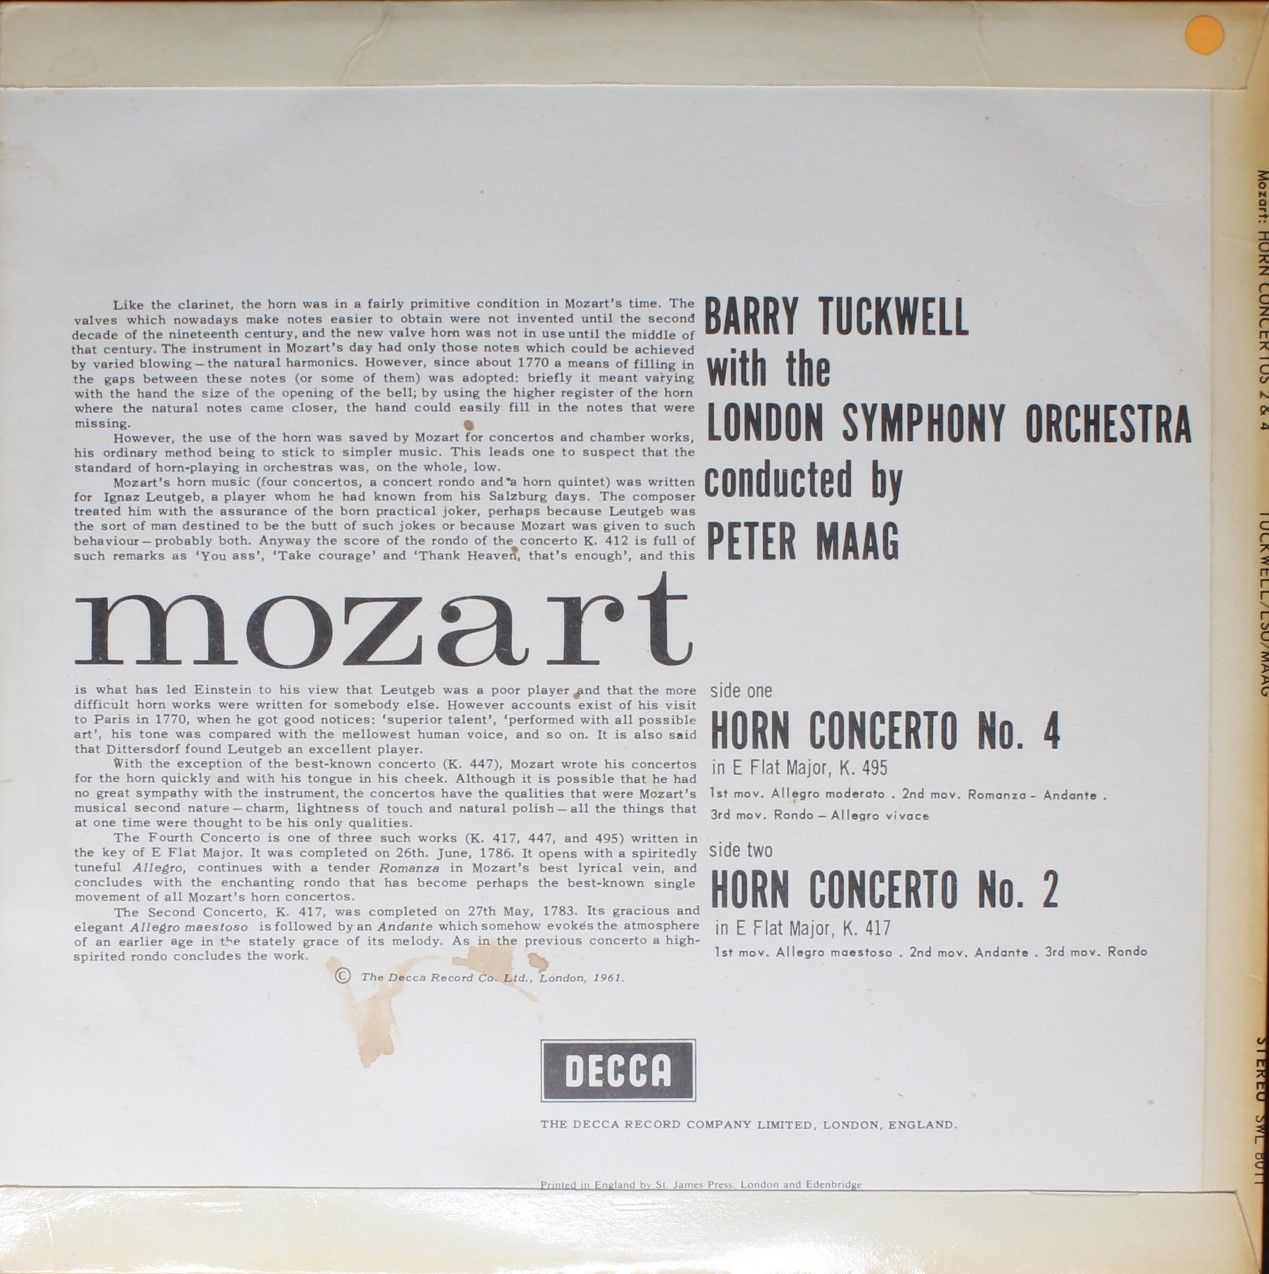 Like the clarinet, the horn was in a fairly primitive condition in Mozart's time. The
valves which nowadays make notes easier to obtain were not invented until the second
decade of the nineteenth century, and the new valve horn was not in use until the middle of
that century. The instrument in Mozart's day had only those notes which could be achieved
by varied blowing—the natural harmonics. However, since about 1770 a means of filling in
the gaps between these notes (or some of them) was adopted: briefly it meant varying
with the hand the size of the opening of the bell; by using the higher register of the horn
where the natural notes came closer, the hand could easily fill in the notes that were
missing.
However, the use of the horn was saved by Mozart for concertos and chamber works,
his ordinary method being to stick to simpler music. This leads one to suspect that the
standard of horn-playing in orchestras was, on the whole, low.
Mozart's horn music (four concertos, a concert rondo and a horn quintet) was written
for Ignaz Leutgeb, a player whom he had known from his Salzburg days. The composer
treated him with the assurance of the born practical joker, perhaps because Leutgeb was
the sort of man destined to be the butt of such jokes or because Mozart was given to such
behaviour—probably both. Anyway the score of the rondo of the concerto K. 412 is full of
such remarks as 'You ass', 'Take courage' and 'Thank Heaven, that's enough', and this
mozart
is what has led Einstein to his view that Leutgeb was a poor player and that the more
difficult horn works were written for somebody else. However accounts exist of his visit
to Paris in 1770, when he got good notices: 'superior talent', 'performed with all possible
art', his tone was compared with the mellowest human voice, and so on. It is also said
that Dittersdorf found Leutgeb an excellent player.
With the exception of the best-known concerto (K. 447), Mozart wrote his concertos
for the horn quickly and with his tongue in his cheek. Although it is possible that he had
no great sympathy with the instrument, the concertos have the qualities that were Mozart's
musical second nature—charm, lightness of touch and natural polish—all the things that
at one time were thought to be his only qualities.
The Fourth Concerto is one of three such works (K. 417, 447, and 495) written in
the key of E Flat Major. It was completed on 26th. June, 1786. It opens with a spiritedly
tuneful Allegro, continues with a tender Romanza in Mozart's best lyrical vein, and
concludes with the enchanting rondo that has become perhaps the best-known single
movement of all Mozart's horn concertos.
The Second Concerto, K. 417, was completed on 27th May, 1783. Its gracious and
elegant Allegro maestoso is followed by an Andante which somehow evokes the atmosphere
of an earlier age in the stately grace of its melody. As in the previous concerto a high-
spirited rondo concludes the work.
© The Decca Record Co. Ltd., London, 1961.
BARRY TUCKWELL
with the
LONDON SYMPHONY ORCHESTRA
conducted by
PETER MAAG
side one
HORN CONCERTO No. 4
in E Flat Major, K. 495
1st mov. Allegro moderato . 2nd mov. Romanza – Andante .
3rd mov. Rondo – Allegro vivace
side two
HORN CONCERTO No. 2
in E Flat Major, K. 417
1st mov. Allegro maestoso . 2nd mov. Andante . 3rd mov. Rondo
DECCA
THE DECCA RECORD COMPANY LIMITED, LONDON, ENGLAND.
Printed in England by St. James Press, London and Edenbridge
Mozart: HORN CONCERTOS 2 & 4
TUCKWELL/LSO/MAAG
STEREO SWL 8011